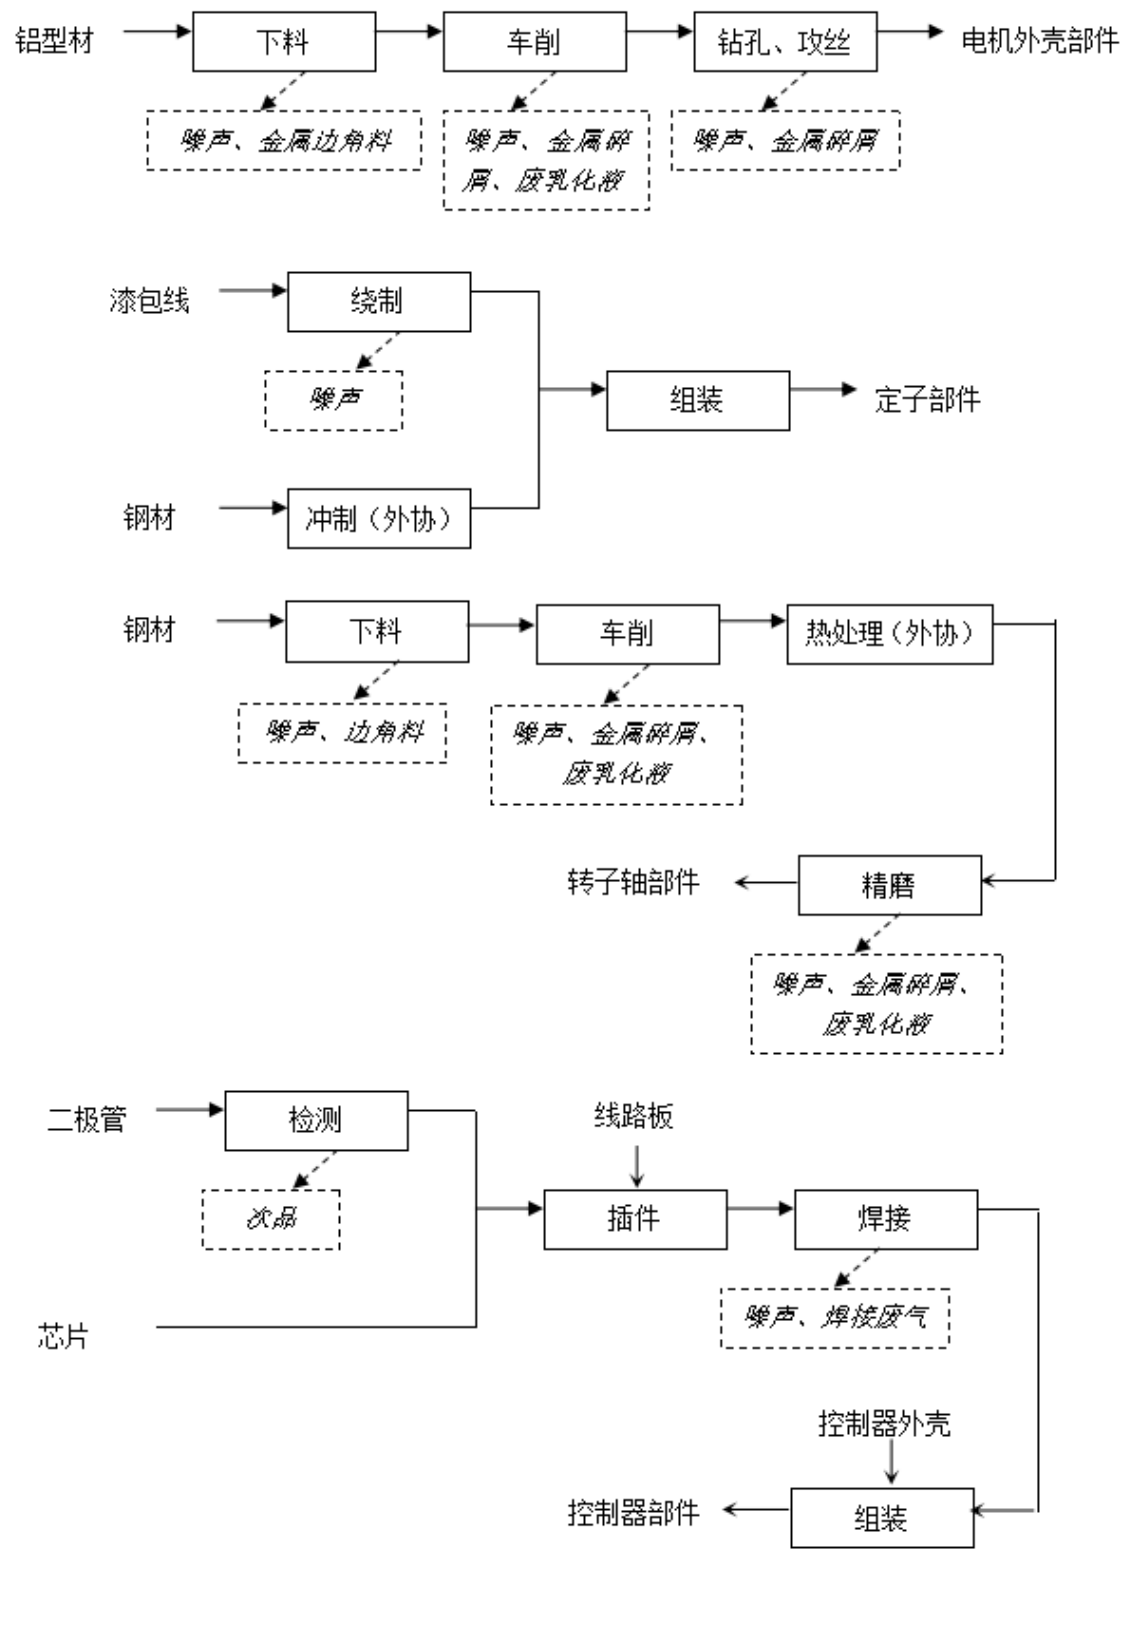 铝型材
下料
车削
钻孔、攻丝
电机外壳部件
噪声、金属边角料
噪声、金属碎
屑、废乳化液
噪声、金属碎屑
漆包线
绕制
噪声
组装
定子部件
钢材
冲制（外协）
钢材
下料
车削
热处理（外协）
噪声、边角料
噪声、金属碎屑、
废乳化液
转子轴部件
精磨
噪声、金属碎屑、
废乳化液
二极管
检测
线路板
次品
插件
焊接
噪声、焊接废气
芯片
控制器外壳
控制器部件
组装